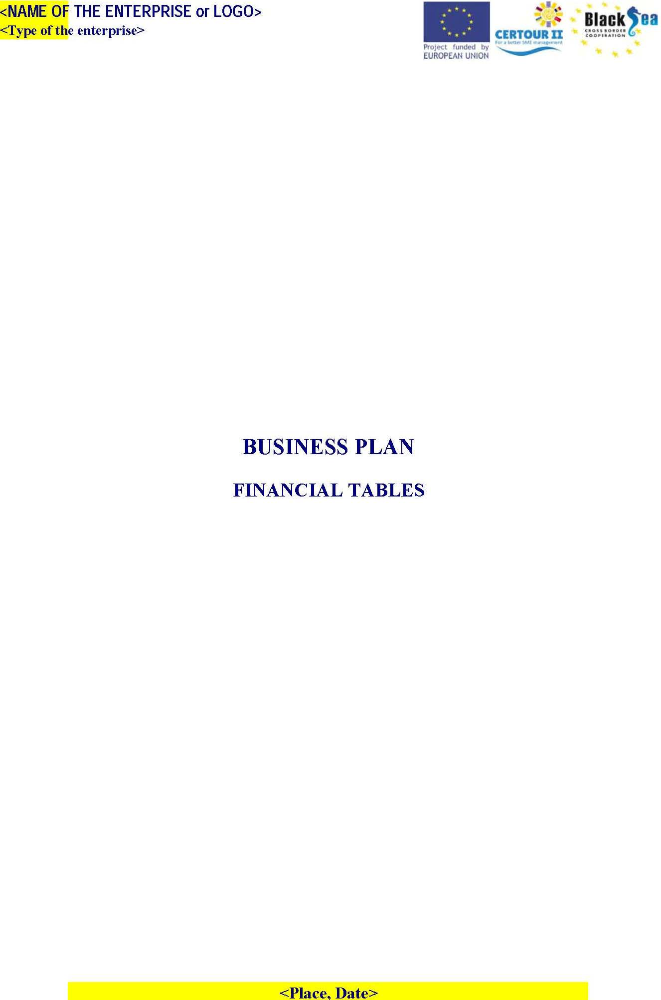 <NAME OF THE ENTERPRISE or LOGO>
<Type of the enterprise>
Project funded by
EUROPEAN UNION
CERTOUR II
For a better SME management
Black Sea
CROSS BORDER
COOPERATION
BUSINESS PLAN
FINANCIAL TABLES
<Place, Date>